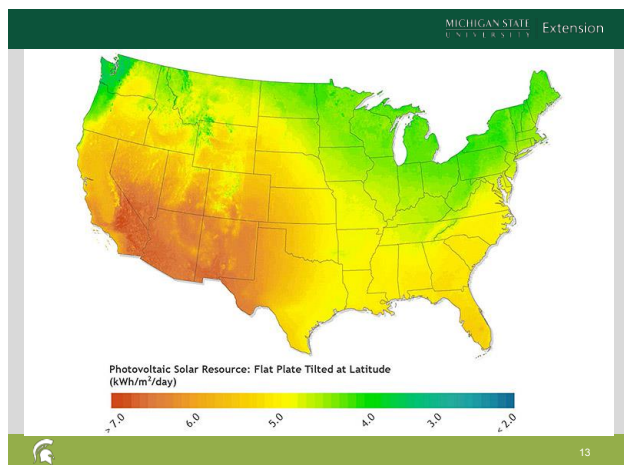 MICHIGAN STATE
UNIVERSITY
Extension
Photovoltaic Solar Resource: Flat Plate Tilted at Latitude
(kWh/m²/day)
> 7.0
6.0
5.0
4.0
3.0
< 2.0
13